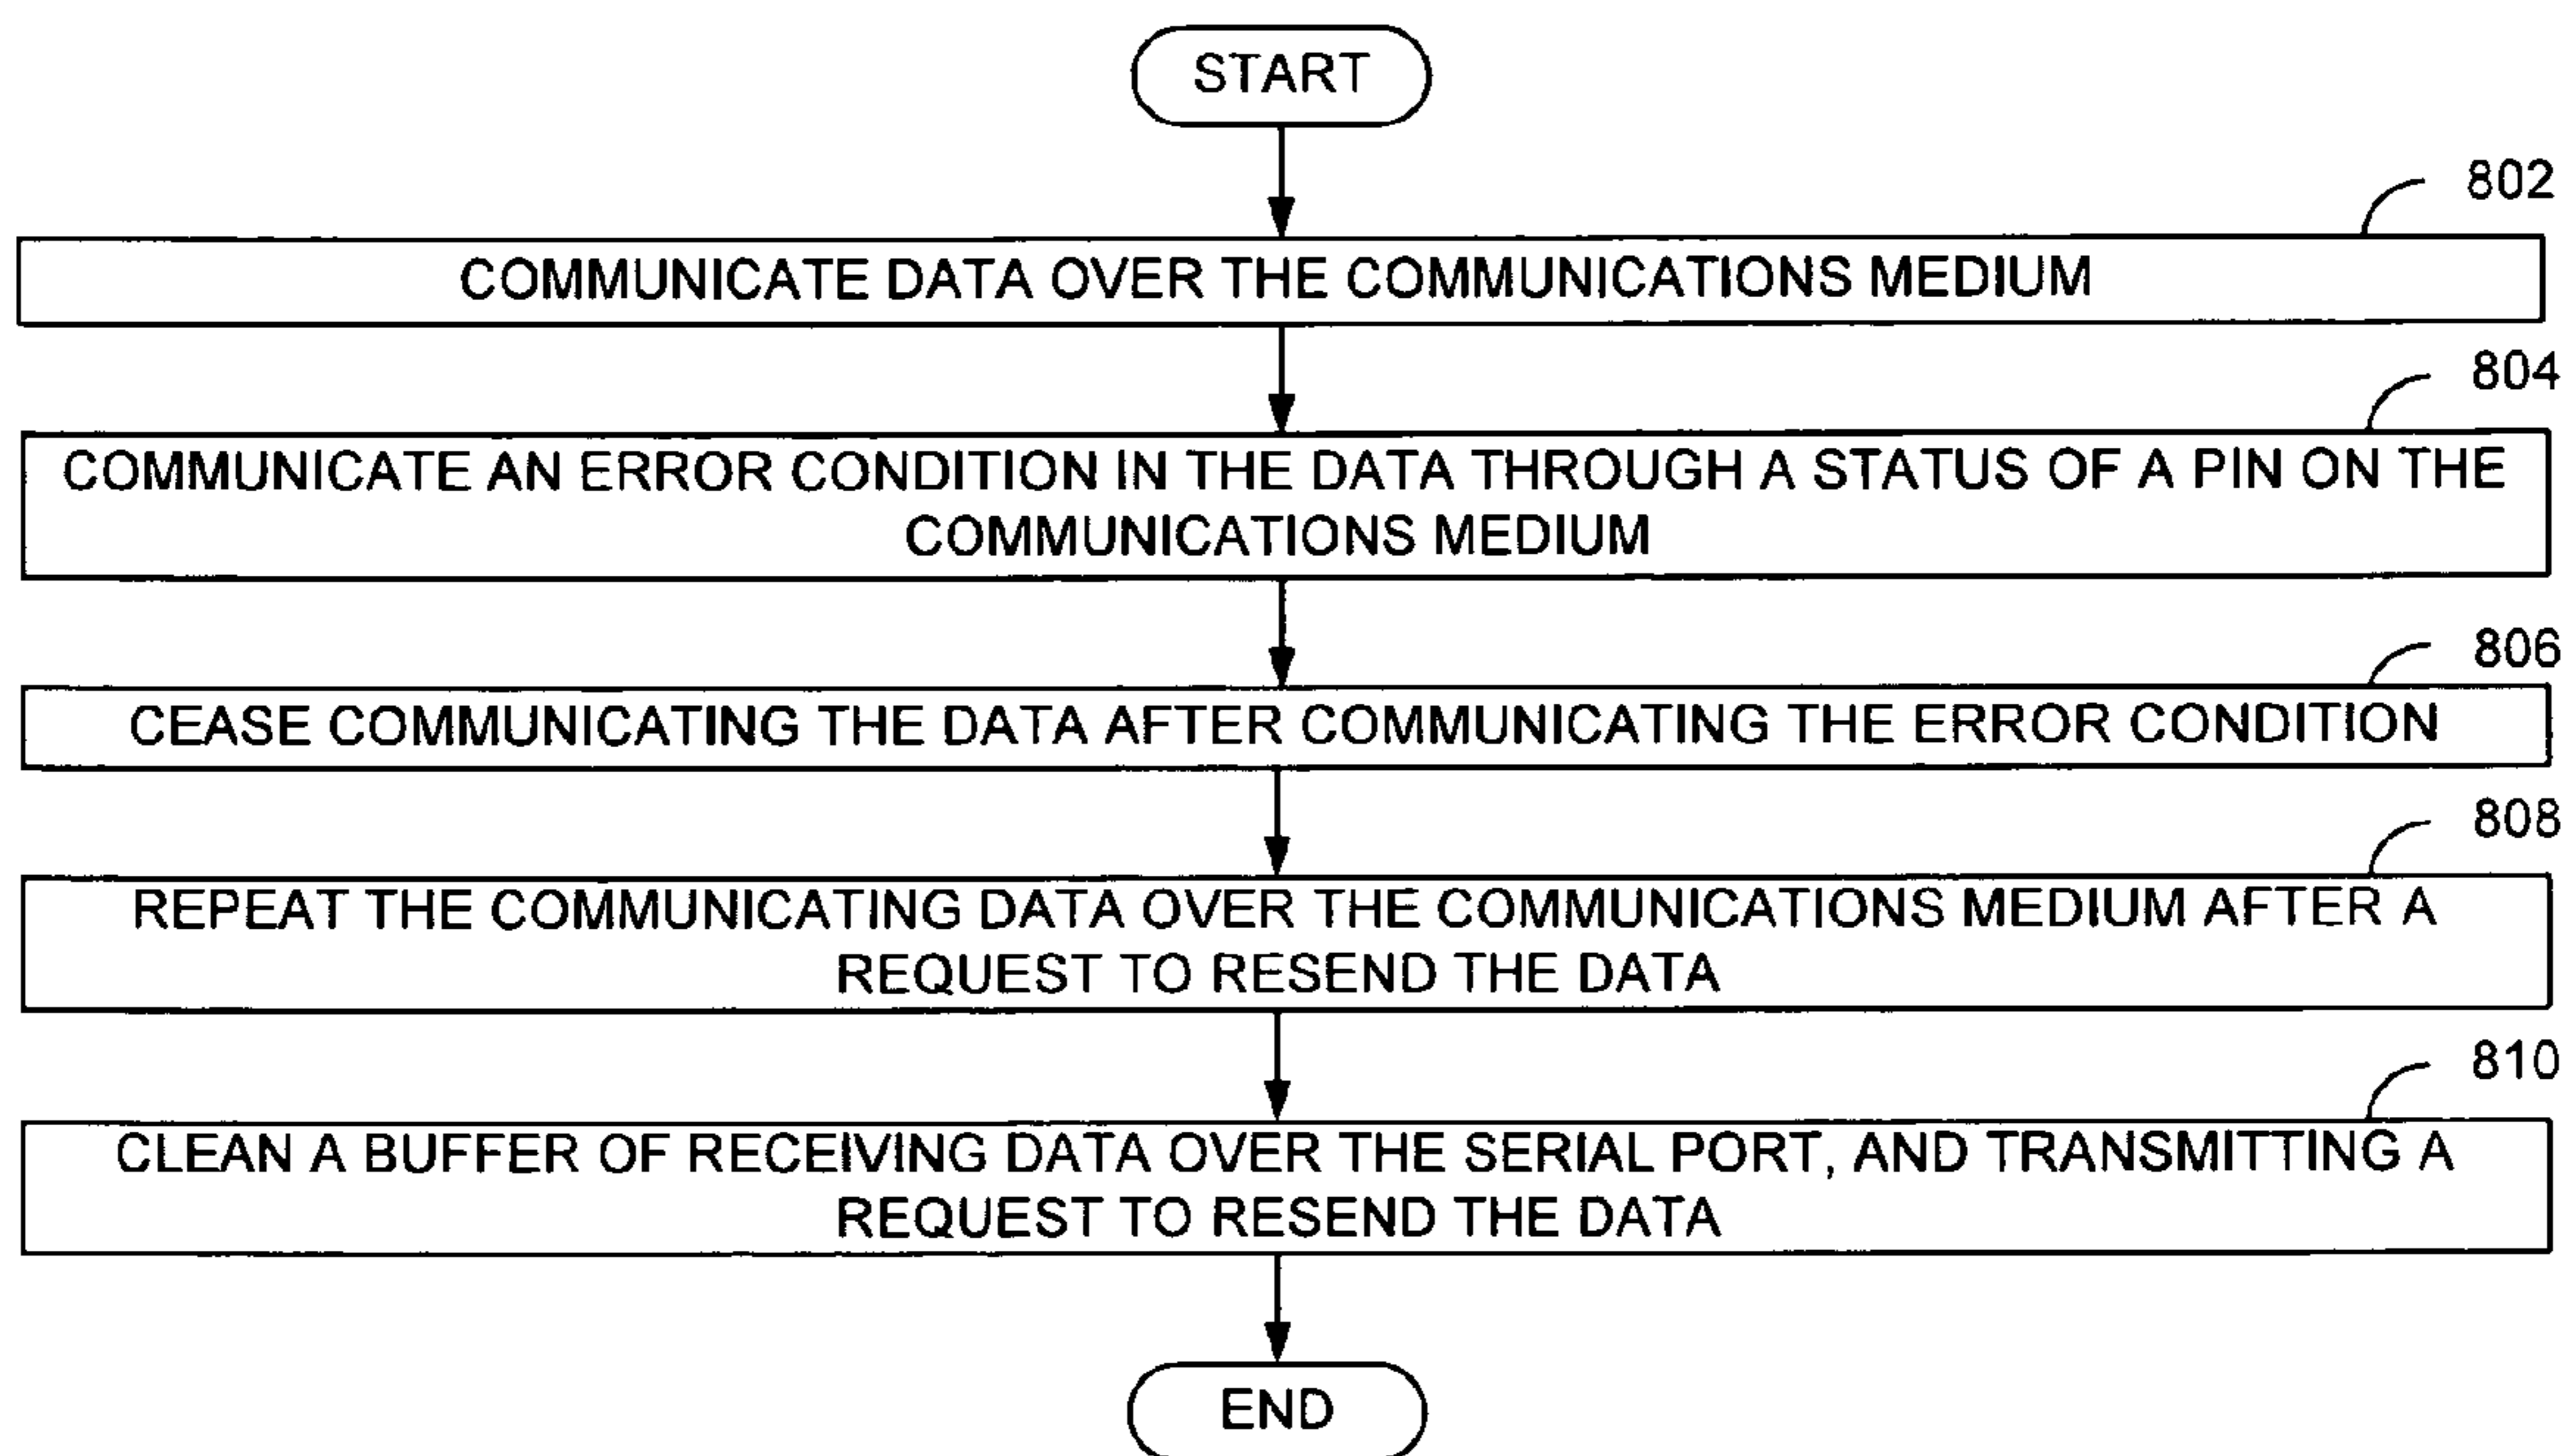 START
802
COMMUNICATE DATA OVER THE COMMUNICATIONS MEDIUM
804
COMMUNICATE AN ERROR CONDITION IN THE DATA THROUGH A STATUS OF A PIN ON THE
COMMUNICATIONS MEDIUM
806
CEASE COMMUNICATING THE DATA AFTER COMMUNICATING THE ERROR CONDITION
808
REPEAT THE COMMUNICATING DATA OVER THE COMMUNICATIONS MEDIUM AFTER A
REQUEST TO RESEND THE DATA
810
CLEAN A BUFFER OF RECEIVING DATA OVER THE SERIAL PORT, AND TRANSMITTING A
REQUEST TO RESEND THE DATA
END